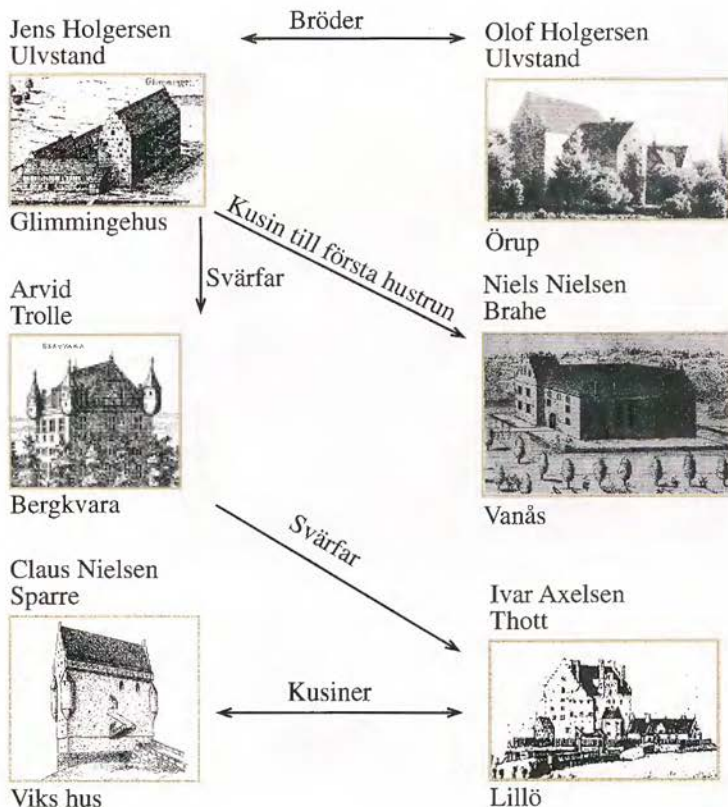 Jens Holgersen
Ulvstand
Bröder
Olof Holgersen
Ulvstand
Glimmingehus
Örup
Kusin till första hustrun
Svärfar
Arvid
Trolle
Niels Nielsen
Brahe
BERGVARA
Bergkvara
Vanås
Svärfar
Claus Nielsen
Sparre
Ivar Axelsen
Thott
Kusiner
Viks hus
Lillö